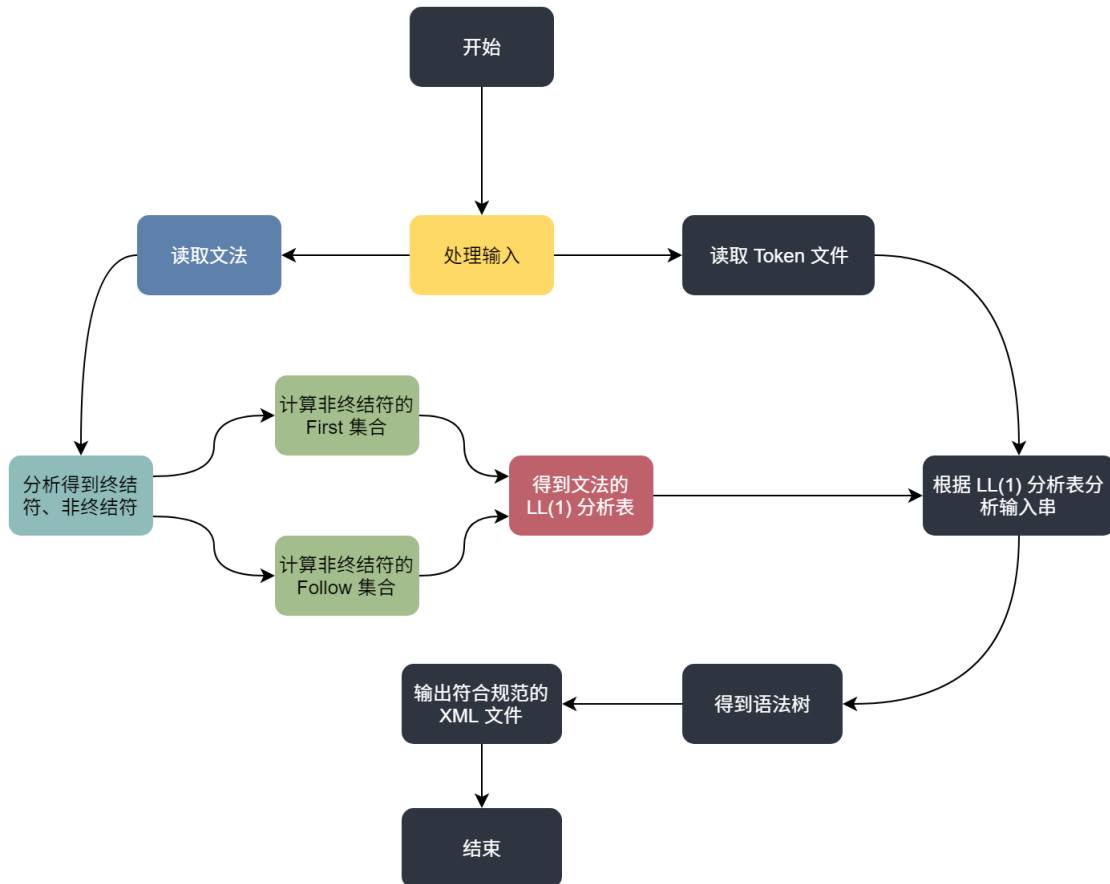 开始
读取文法
处理输入
读取 Token 文件
计算非终结符的
First 集合
分析得到终结
符、非终结符
得到文法的
LL(1) 分析表
根据 LL(1) 分析表分
析输入串
计算非终结符的
Follow 集合
输出符合规范的
XML 文件
得到语法树
结束